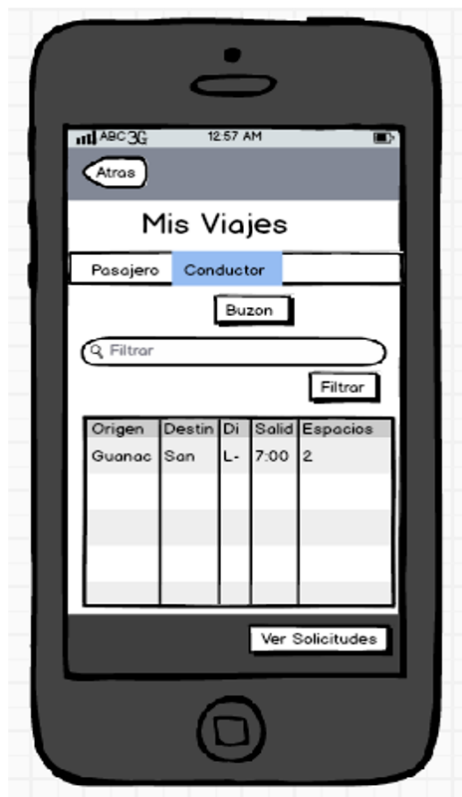 ABC 3G 12:57 AM
Atras
Mis Viajes
Pasajero Conductor
Buzon
Filtrar
Filtrar
Origen Destin Di Salid Espacios
Guanac San L- 7:00 2
Ver Solicitudes